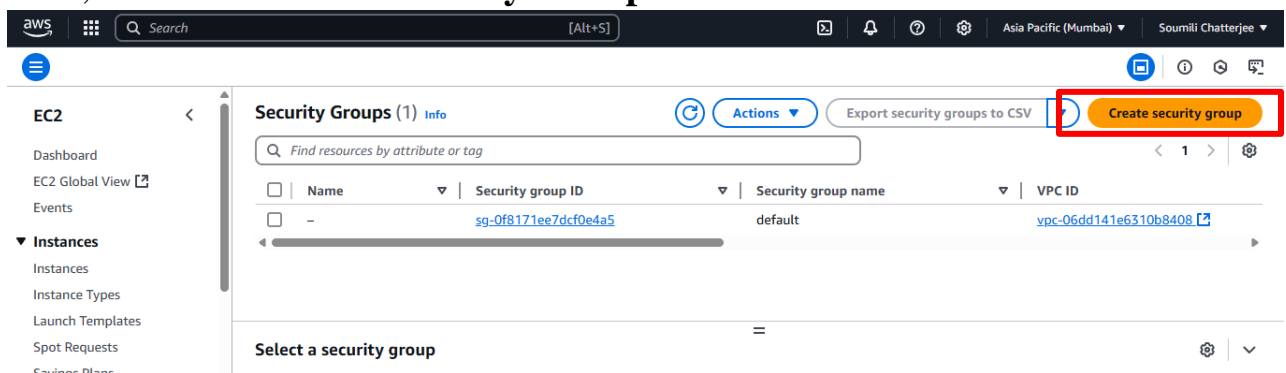 aws Search [Alt+S] Asia Pacific (Mumbai) ▼ Soumili Chatterjee ▼
EC2
Dashboard
EC2 Global View
Events
▼ Instances
Instances
Instance Types
Launch Templates
Spot Requests
Security Groups (1) Info
Actions ▼ Export security groups to CSV ▼ Create security group
Find resources by attribute or tag
< 1 >
Name Security group ID Security group name VPC ID
– sg-0f8171ee7dcf0e4a5 default vpc-06dd141e6310b8408
Select a security group